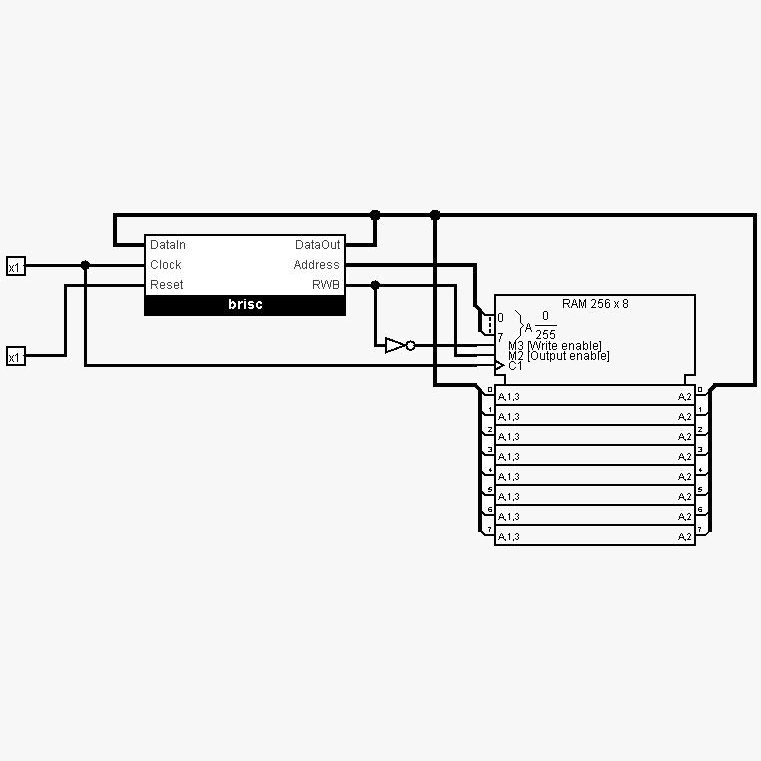 DataIn DataOut
x1 Clock Address
Reset RWB
brisc
x1
RAM 256 x 8
0
7
A 0
255
M3 [Write enable]
M2 [Output enable]
C1
0 A,1,3 A,2 0
1 A,1,3 A,2 1
2 A,1,3 A,2 2
3 A,1,3 A,2 3
4 A,1,3 A,2 4
5 A,1,3 A,2 5
6 A,1,3 A,2 6
7 A,1,3 A,2 7